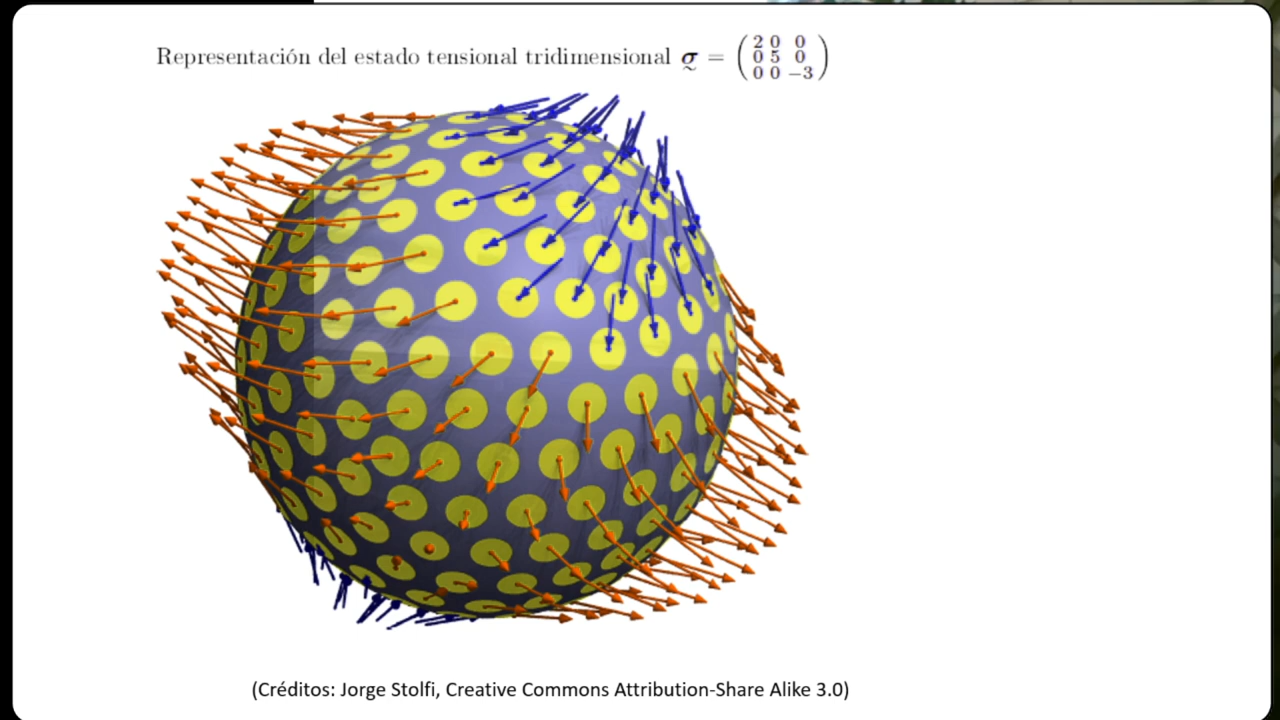 Representación del estado tensional tridimensional σ = ( 2 0 0
0 5 0
0 0 −3 )
(Créditos: Jorge Stolfi, Creative Commons Attribution-Share Alike 3.0)